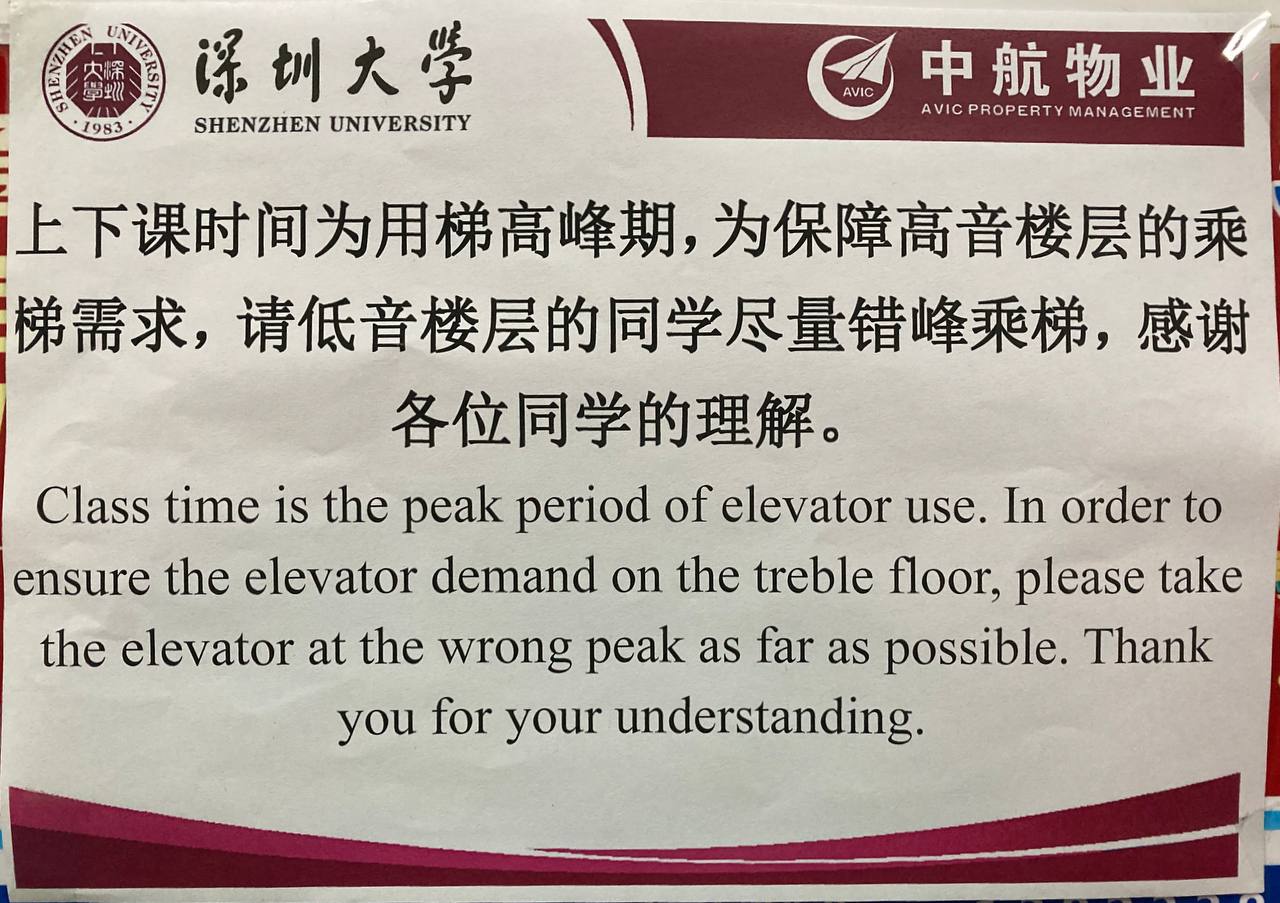 SHENZHEN UNIVERSITY
1983
深圳大学
SHENZHEN UNIVERSITY
AVIC
中航物业
AVIC PROPERTY MANAGEMENT
上下课时间为用梯高峰期，为保障高音楼层的乘
梯需求，请低音楼层的同学尽量错峰乘梯，感谢
各位同学的理解。
Class time is the peak period of elevator use. In order to
ensure the elevator demand on the treble floor, please take
the elevator at the wrong peak as far as possible. Thank
you for your understanding.